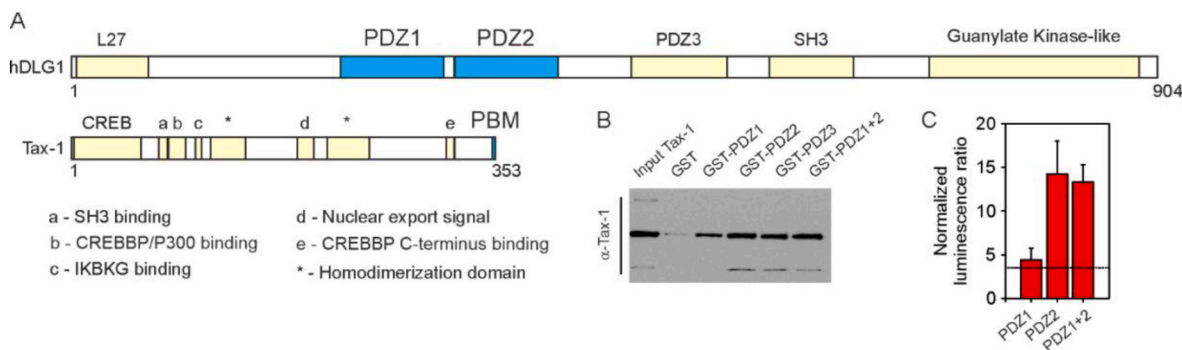 A
L27 PDZ1 PDZ2 PDZ3 SH3 Guanylate Kinase-like
hDLG1
1 904
CREB a b c * d * e PBM
Tax-1
1 353
a - SH3 binding
b - CREBBP/P300 binding
c - IKBKG binding
d - Nuclear export signal
e - CREBBP C-terminus binding
* - Homodimerization domain
B
Input Tax-1
GST
GST-PDZ1
GST-PDZ2
GST-PDZ3
GST-PDZ1+2
α-Tax-1
C
Normalized
luminescence ratio
20
15
10
5
0
PDZ1
PDZ2
PDZ1+2